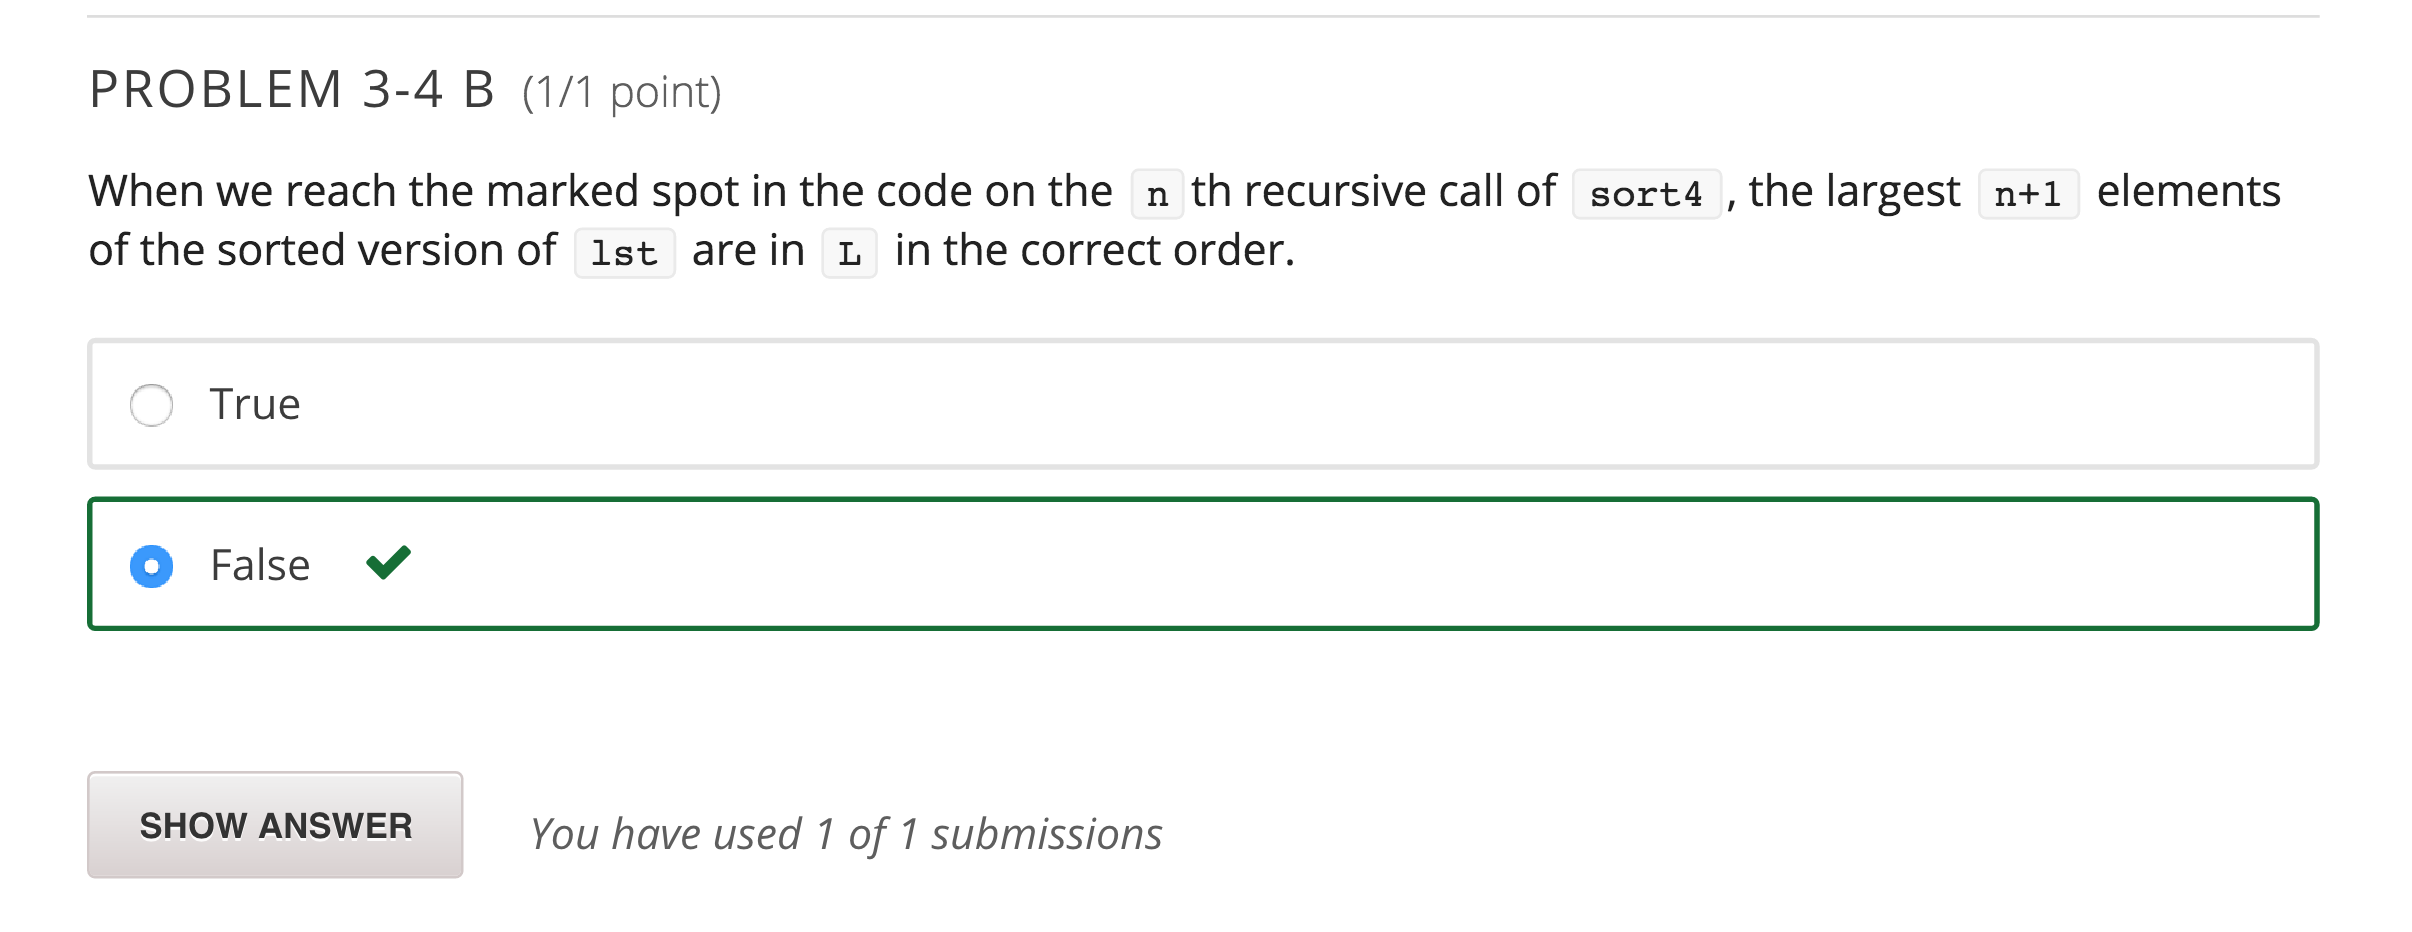 PROBLEM 3-4 B (1/1 point)
When we reach the marked spot in the code on the n th recursive call of sort4 , the largest n+1 elements
of the sorted version of lst are in L in the correct order.
True
False
SHOW ANSWER
You have used 1 of 1 submissions